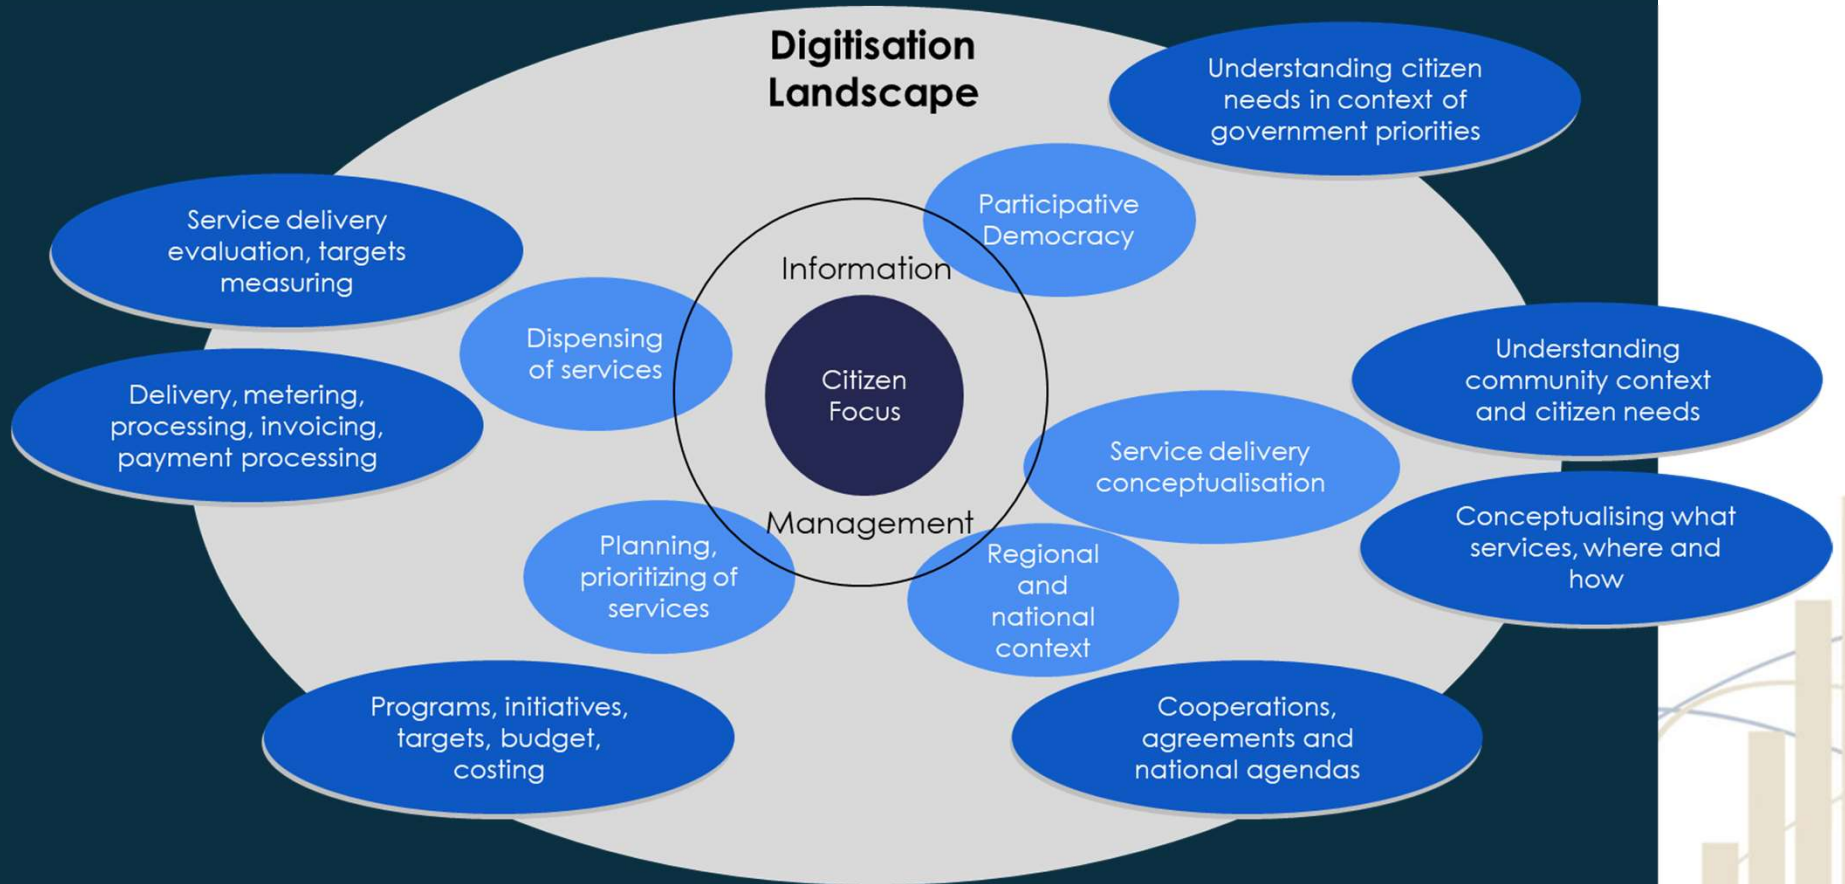 Digitisation
Landscape
Understanding citizen
needs in context of
government priorities
Participative
Democracy
Service delivery
evaluation, targets
measuring
Information
Dispensing
of services
Citizen
Focus
Understanding
community context
and citizen needs
Delivery, metering,
processing, invoicing,
payment processing
Service delivery
conceptualisation
Management
Conceptualising what
services, where and
how
Planning,
prioritizing of
services
Regional
and
national
context
Programs, initiatives,
targets, budget,
costing
Cooperations,
agreements and
national agendas